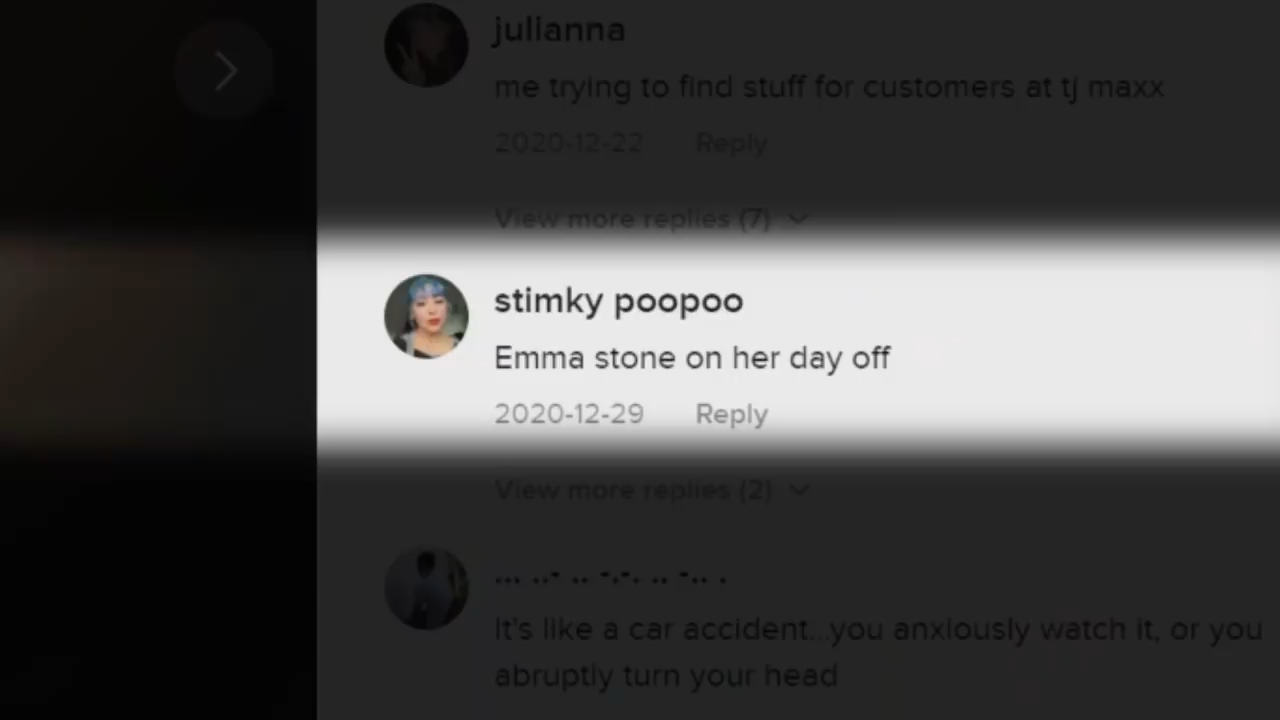 julianna
me trying to find stuff for customers at tj maxx
2020-12-22 Reply
View more replies (7)
stimky poopoo
Emma stone on her day off
2020-12-29 Reply
View more replies (2)
... ..- .. -.-. .. -.. .
It's like a car accident...you anxiously watch it, or you
abruptly turn your head